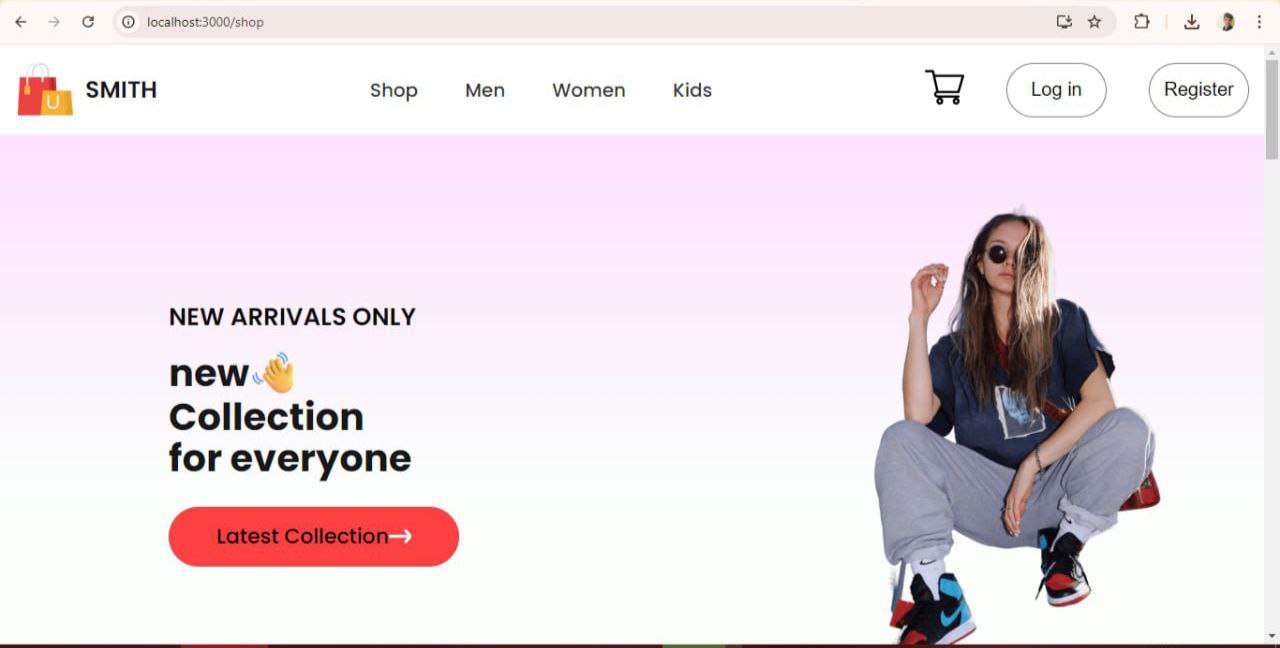 localhost:3000/shop
SMITH
Shop Men Women Kids
Log in Register
NEW ARRIVALS ONLY
new👋
Collection
for everyone
Latest Collection→